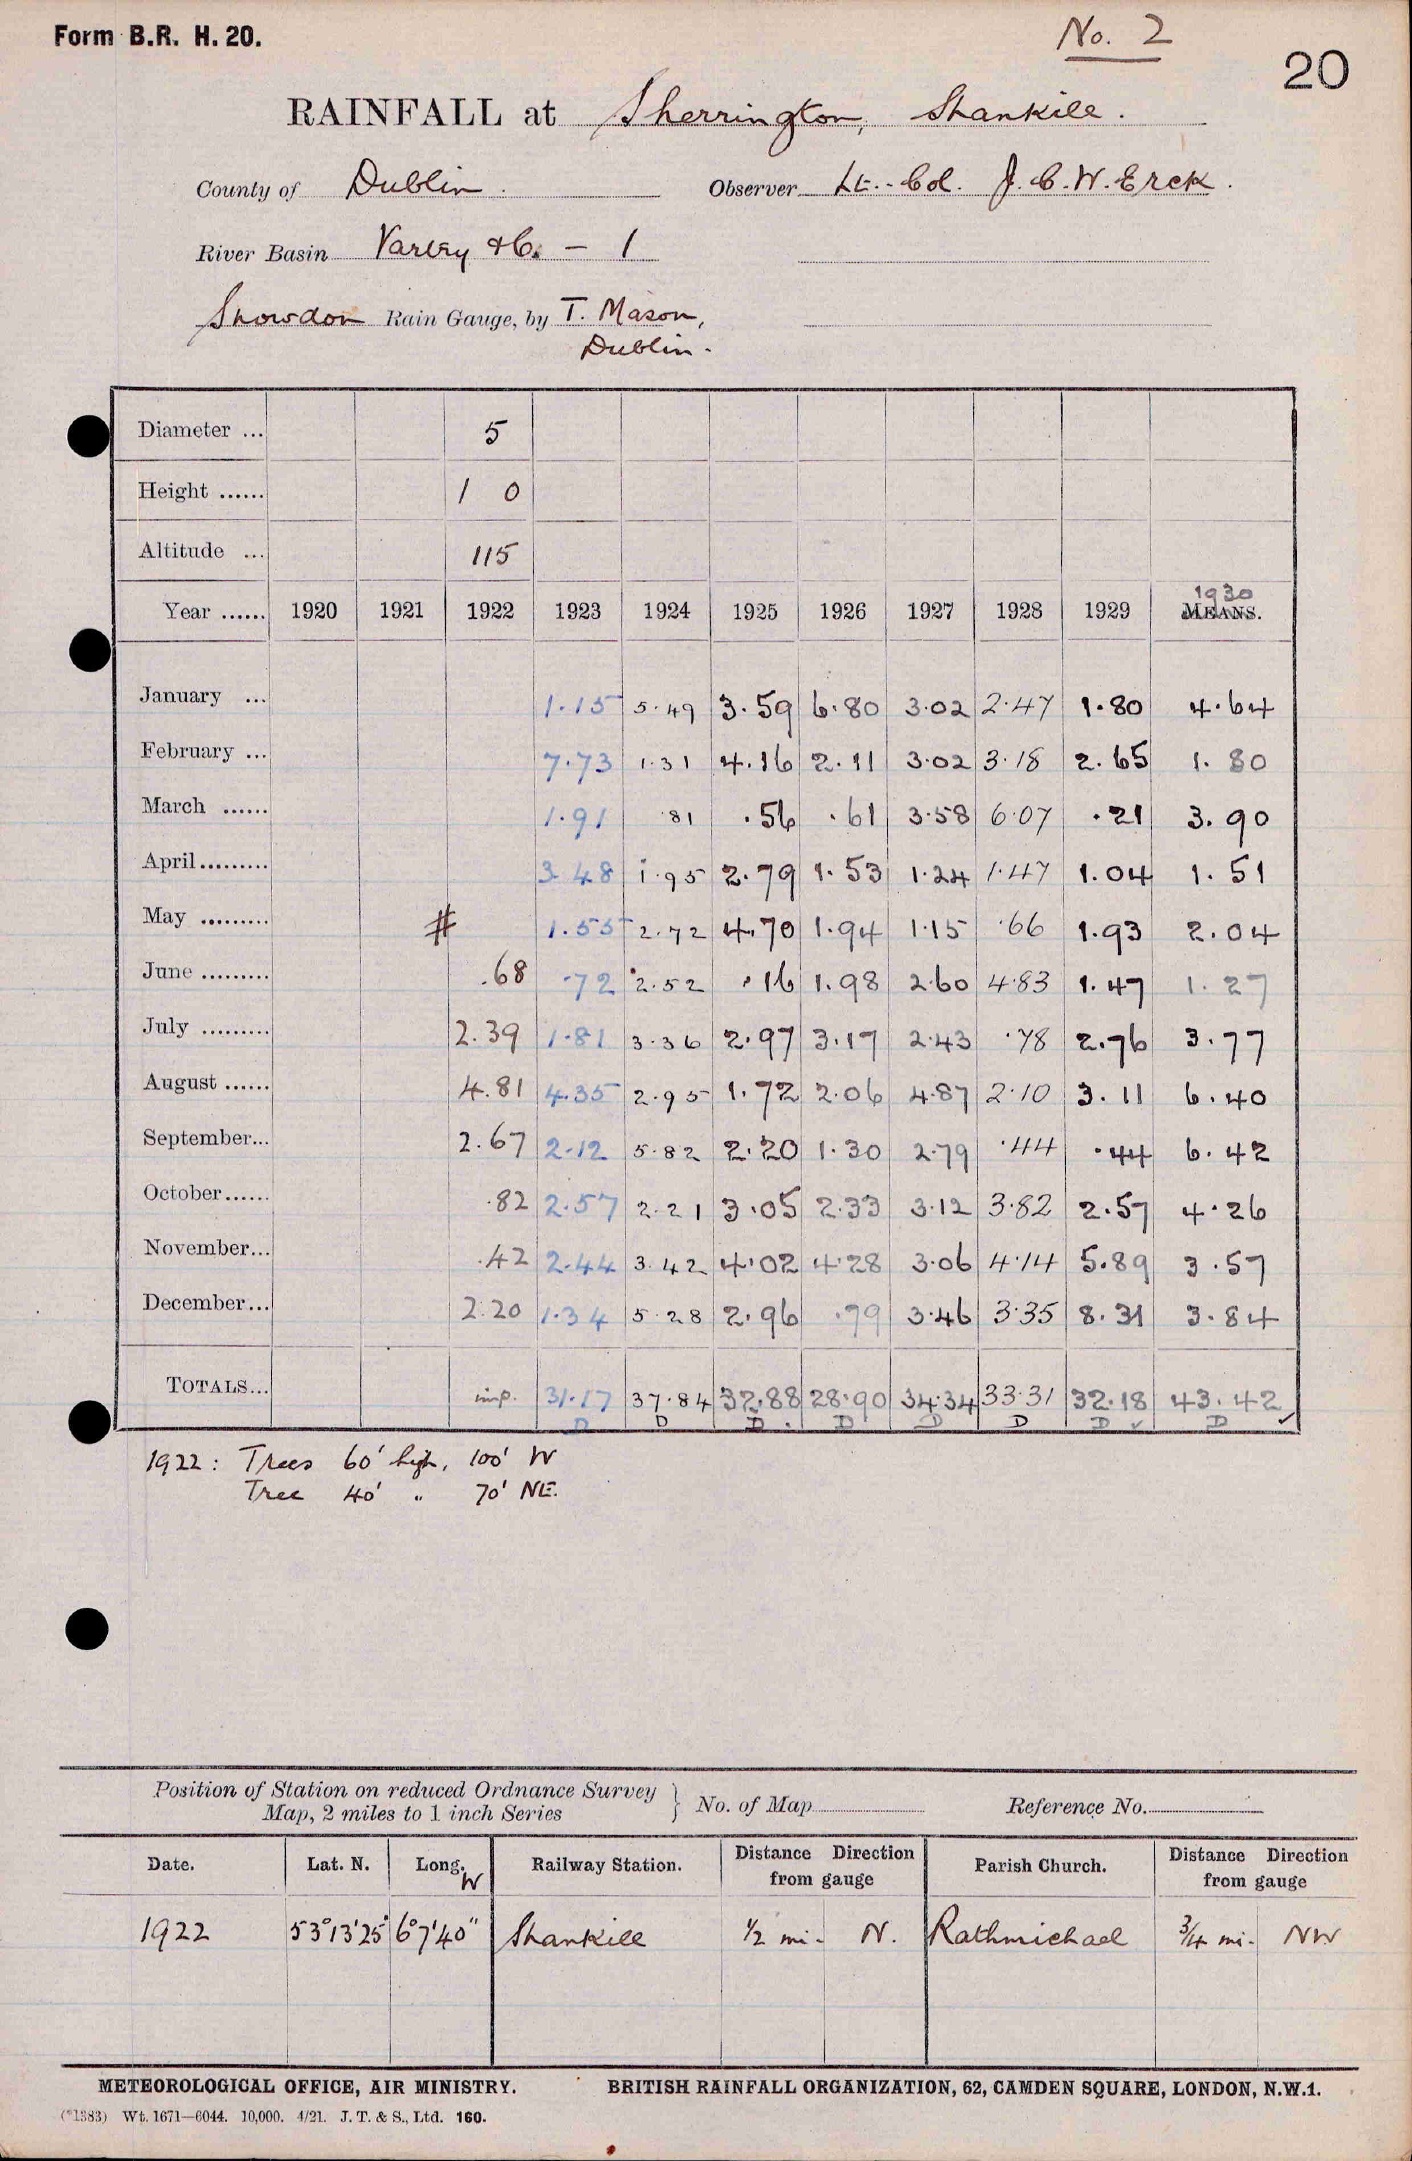 Form B.R. H. 20.
No. 2
20
RAINFALL at Sherrington, Shankill.
County of Dublin. Observer Lt.-Col. J. C. W. Erck.
River Basin Vartry &c. — 1
Snowdon Rain Gauge, by T. Mason,
Dublin.
Diameter ... 5
Height ...... 1 0
Altitude ... 115
1930
Year ...... 1920 1921 1922 1923 1924 1925 1926 1927 1928 1929 MEANS.
January ... 1.15 5.49 3.59 6.80 3.02 2.47 1.80 4.64
February ... 7.73 1.31 4.16 2.11 3.02 3.18 2.65 1.80
March ...... 1.91 .81 .56 .61 3.58 6.07 .21 3.90
April ......... 3.48 1.95 2.79 1.53 1.24 1.47 1.04 1.51
May ......... # 1.55 2.72 4.70 1.94 1.15 .66 1.93 2.04
June ......... .68 .72 2.52 .16 1.98 2.60 4.83 1.47 1.27
July ......... 2.39 1.81 3.36 2.97 3.17 2.43 .78 2.76 3.77
August ...... 4.81 4.35 2.95 1.72 2.06 4.87 2.10 3.11 6.40
September... 2.67 2.12 5.82 2.20 1.30 2.79 .44 .44 6.42
October...... .82 2.57 2.21 3.05 2.33 3.12 3.82 2.57 4.26
November... .42 2.44 3.42 4.02 4.28 3.06 4.14 5.89 3.57
December... 2.20 1.34 5.28 2.96 .79 3.46 3.35 8.31 3.84
TOTALS... imp. 31.17 37.84 32.88 28.90 34.34 33.31 32.18 43.42
D D D D D D D ✓ D ✓
1922: Trees 60' high, 100' W
Tree 40' " 70' NE.
Position of Station on reduced Ordnance Survey
Map, 2 miles to 1 inch Series } No. of Map Reference No.
Date. Lat. N. Long. W Railway Station. Distance Direction from gauge Parish Church. Distance Direction from gauge
1922 53°13'25" 6°7'40" Shankill 1/2 mi. N. Rathmichael 3/4 mi. NW
METEOROLOGICAL OFFICE, AIR MINISTRY. BRITISH RAINFALL ORGANIZATION, 62, CAMDEN SQUARE, LONDON, N.W.1.
(*1383) Wt. 1671—6044. 10,000. 4/21. J. T. & S., Ltd. 160.